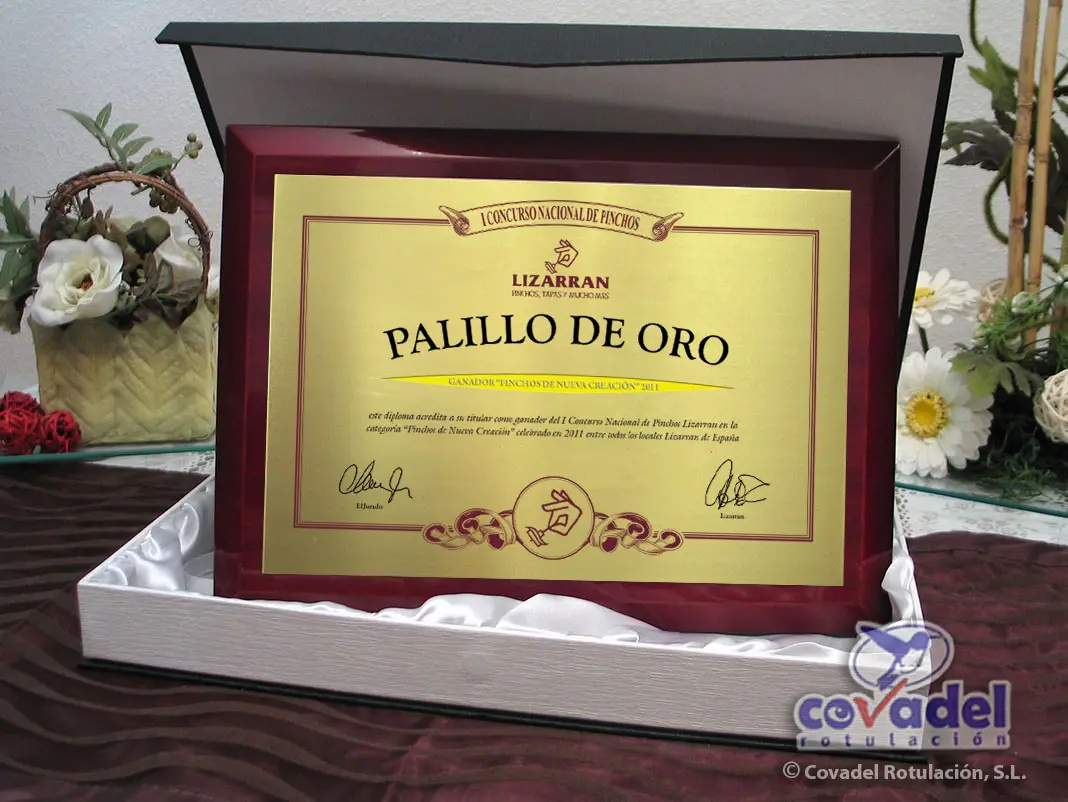 I CONCURSO NACIONAL DE PINCHOS
LIZARRAN
PINCHOS, TAPAS Y MUCHO MÁS
PALILLO DE ORO
GANADOR "PINCHOS DE NUEVA CREACIÓN" 2011
este diploma acredita a su titular como ganador del I Concurso Nacional de Pinchos Lizarran en la
categoría "Pinchos de Nueva Creación" celebrado en 2011 entre todos los locales Lizarran de España
El Jurado
Lizarran
covadel
rotulación
© Covadel Rotulación, S.L.